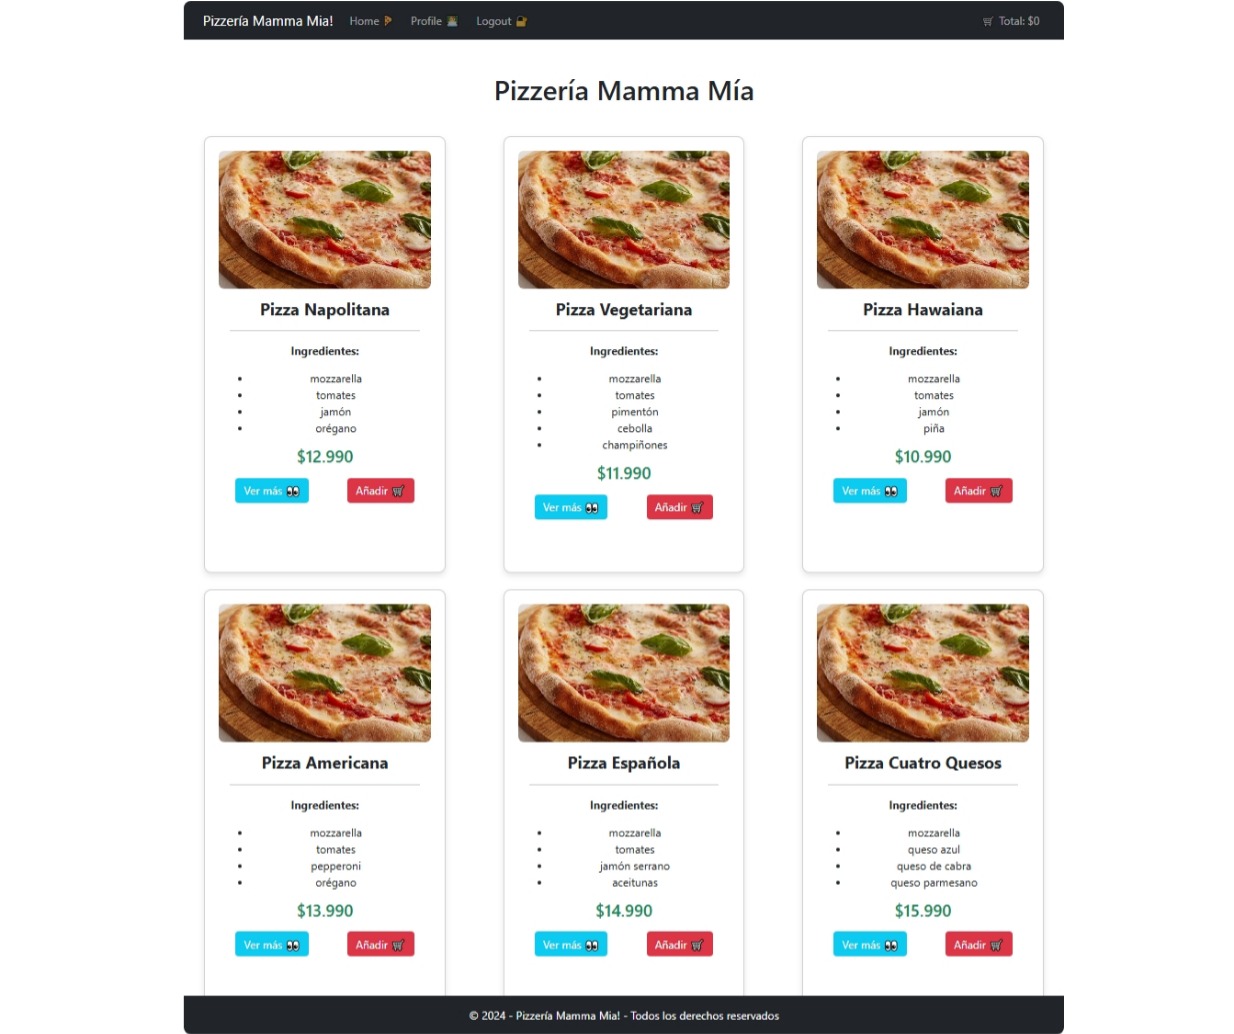 Pizzería Mamma Mia! Home 🍕 Profile Logout 🔐 🛒 Total: $0
Pizzería Mamma Mía
Pizza Napolitana
Ingredientes:
• mozzarella
• tomates
• jamón
• orégano
$12.990
Ver más 👀 Añadir 🛒
Pizza Vegetariana
Ingredientes:
• mozzarella
• tomates
• pimentón
• cebolla
• champiñones
$11.990
Ver más 👀 Añadir 🛒
Pizza Hawaiana
Ingredientes:
• mozzarella
• tomates
• jamón
• piña
$10.990
Ver más 👀 Añadir 🛒
Pizza Americana
Ingredientes:
• mozzarella
• tomates
• pepperoni
• orégano
$13.990
Ver más 👀 Añadir 🛒
Pizza Española
Ingredientes:
• mozzarella
• tomates
• jamón serrano
• aceitunas
$14.990
Ver más 👀 Añadir 🛒
Pizza Cuatro Quesos
Ingredientes:
• mozzarella
• queso azul
• queso de cabra
• queso parmesano
$15.990
Ver más 👀 Añadir 🛒
© 2024 - Pizzería Mamma Mia! - Todos los derechos reservados